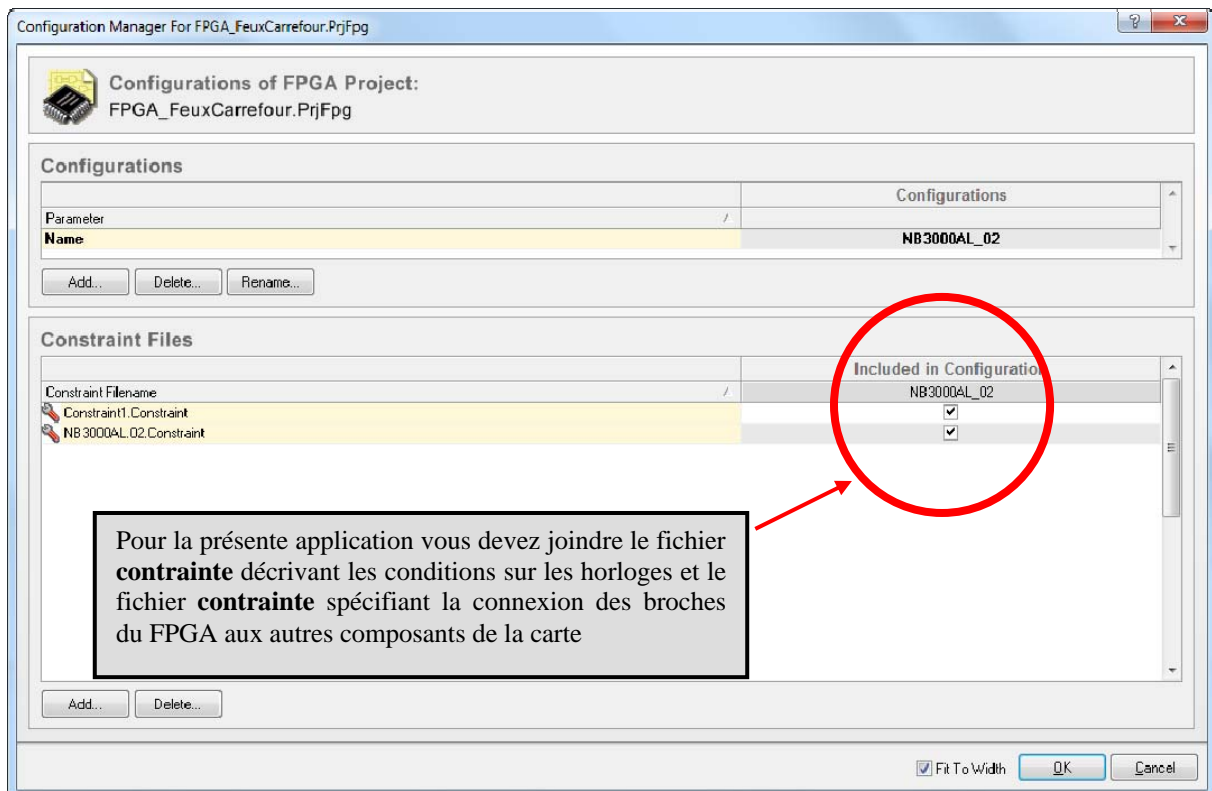 Configuration Manager For FPGA_FeuxCarrefour.PrjFpg
Configurations of FPGA Project:
FPGA_FeuxCarrefour.PrjFpg
Configurations
Configurations
Parameter
Name NB3000AL_02
Add... Delete... Rename...
Constraint Files
Included in Configuration
Constraint Filename NB3000AL_02
Constraint1.Constraint
NB3000AL.02.Constraint
Pour la présente application vous devez joindre le fichier
contrainte décrivant les conditions sur les horloges et le
fichier contrainte spécifiant la connexion des broches
du FPGA aux autres composants de la carte
Add... Delete...
Fit To Width OK Cancel